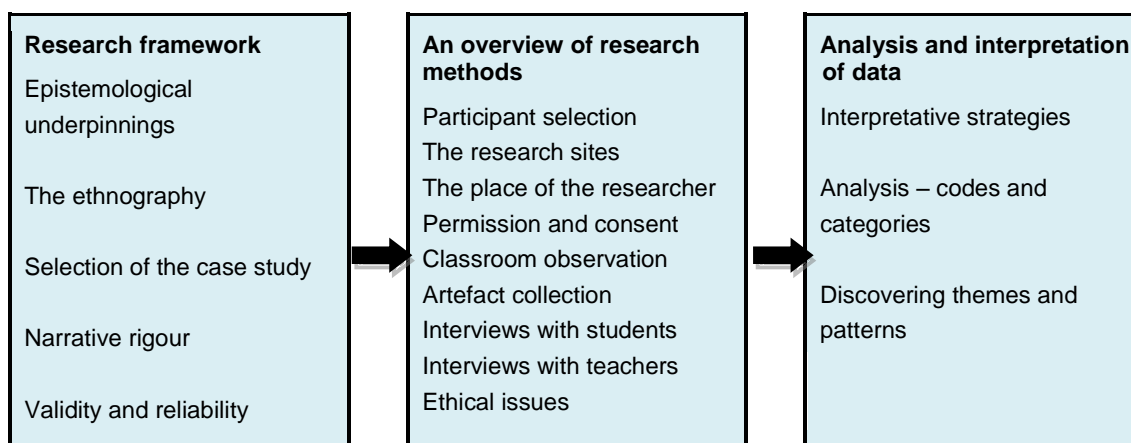 Research framework
Epistemological
underpinnings
The ethnography
Selection of the case study
Narrative rigour
Validity and reliability
An overview of research
methods
Participant selection
The research sites
The place of the researcher
Permission and consent
Classroom observation
Artefact collection
Interviews with students
Interviews with teachers
Ethical issues
Analysis and interpretation
of data
Interpretative strategies
Analysis – codes and
categories
Discovering themes and
patterns